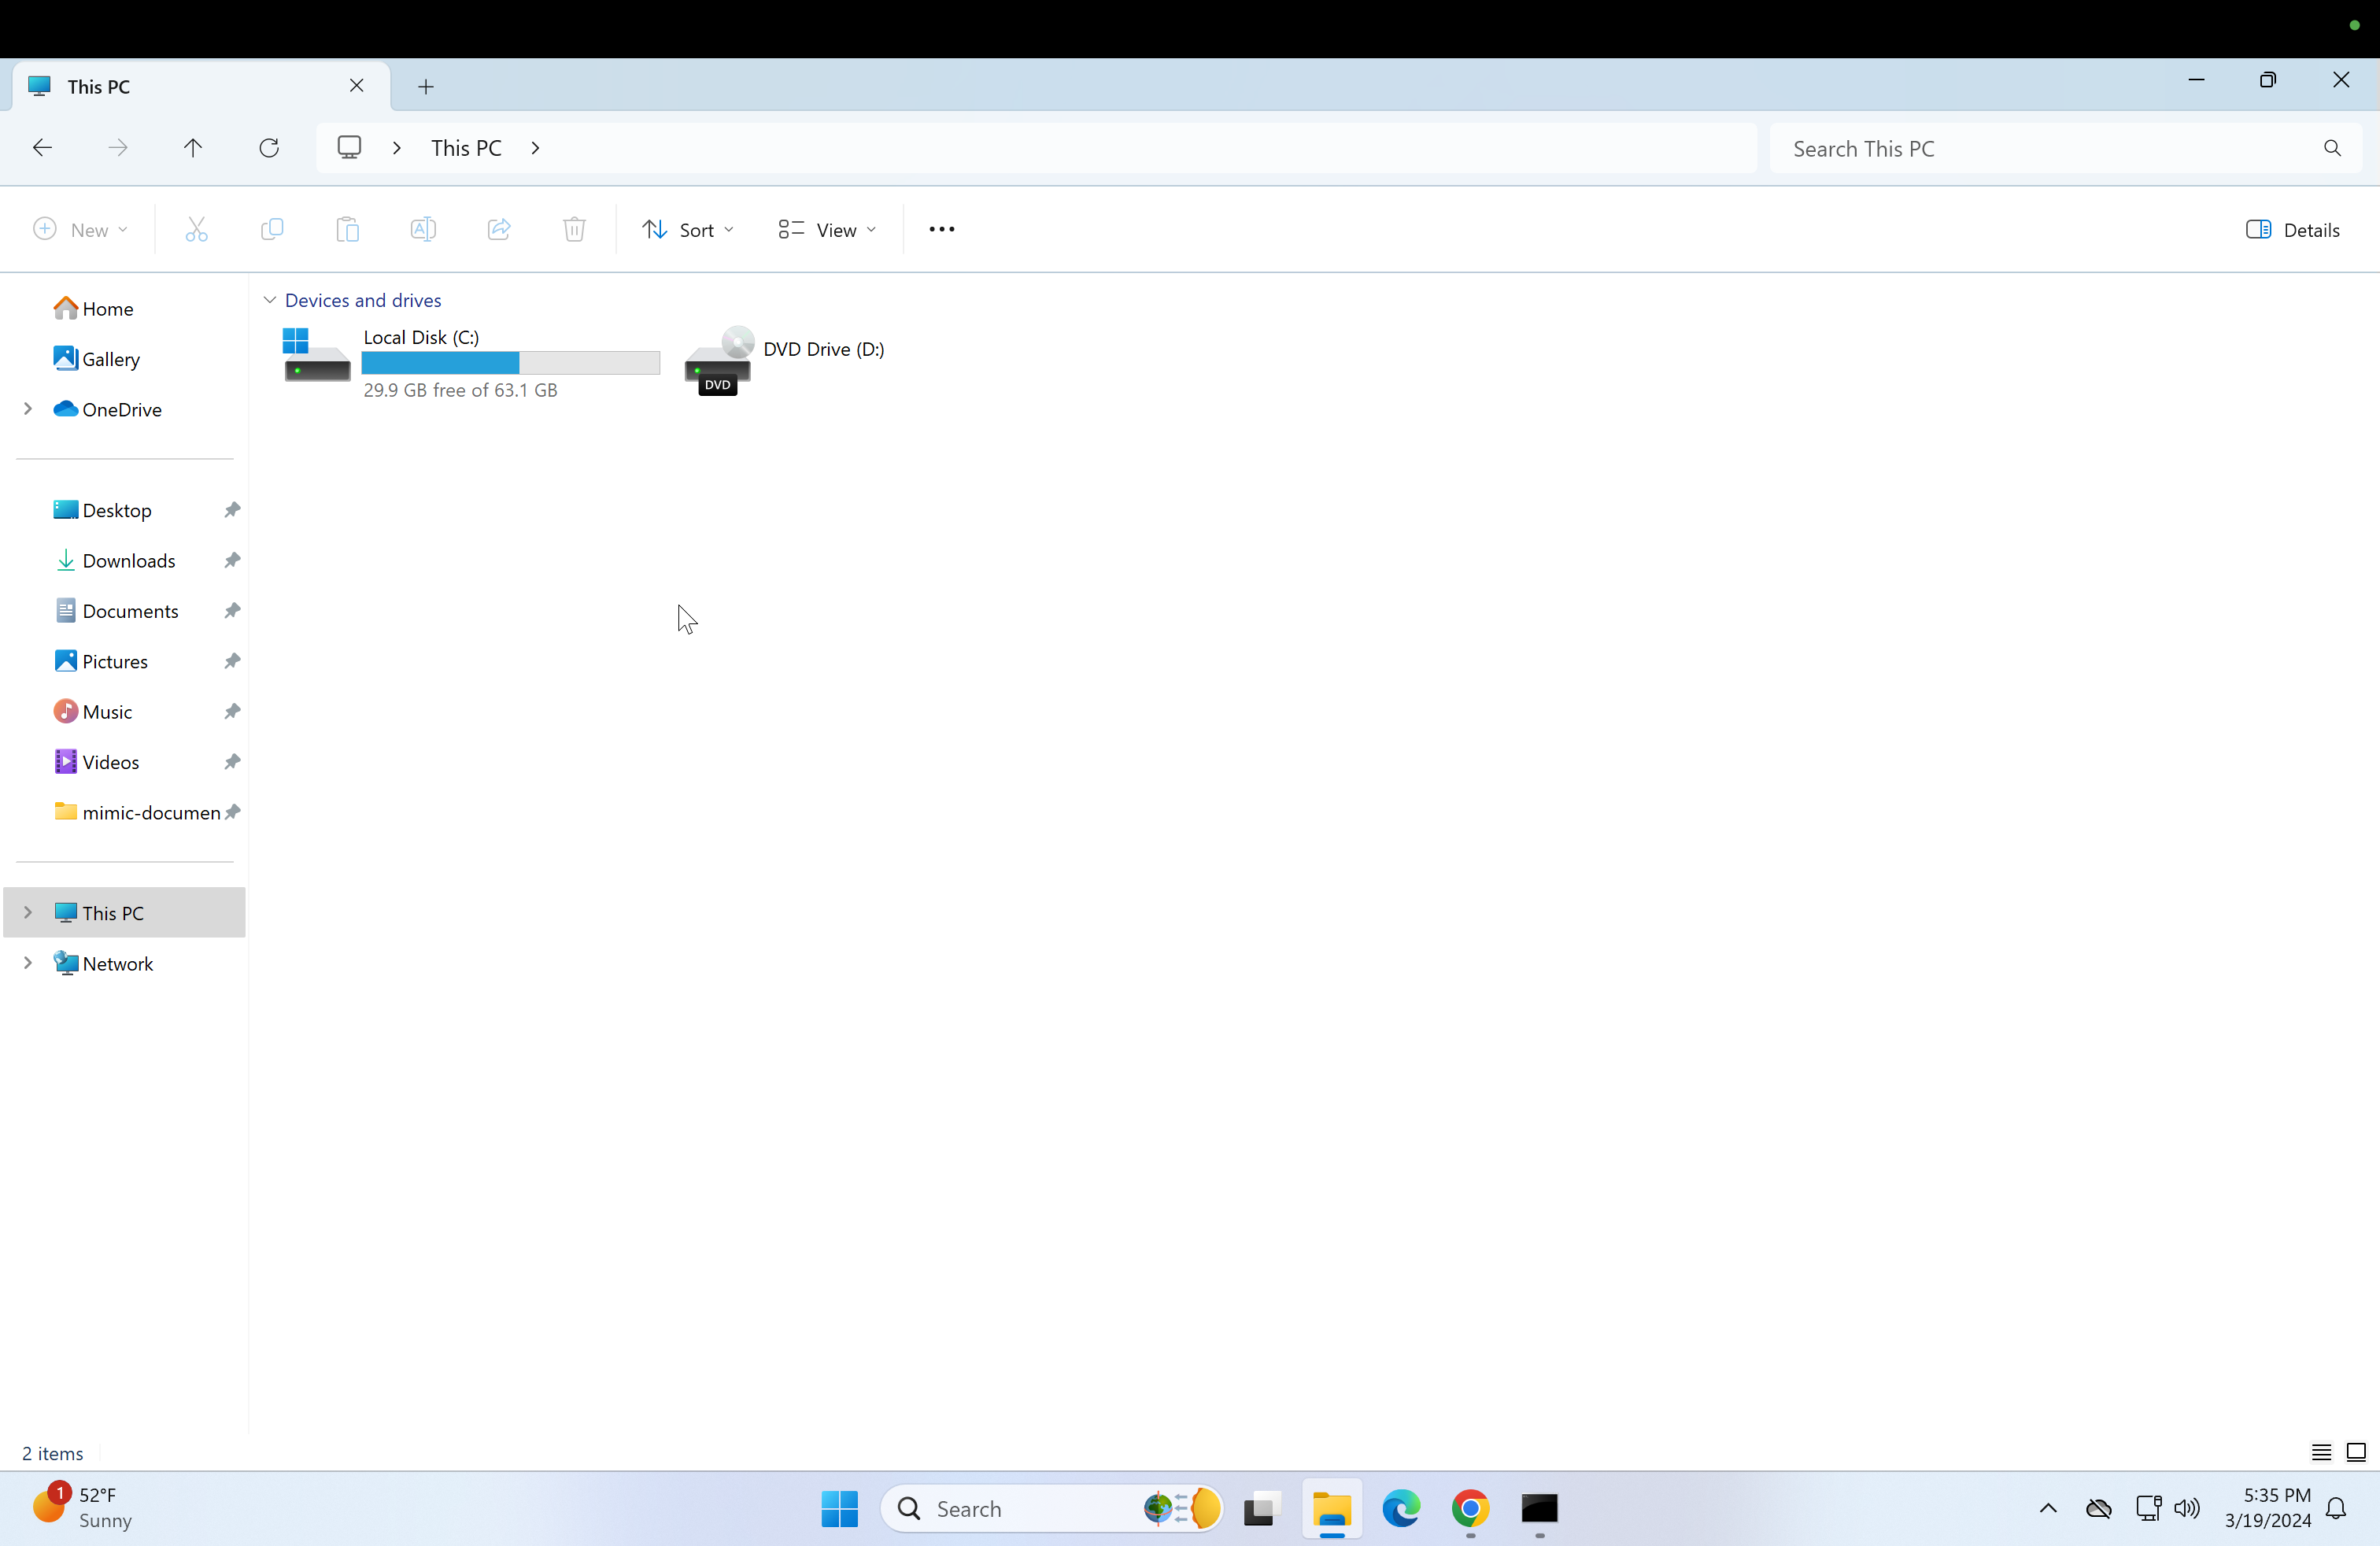 This PC
This PC
Search This PC
New
Sort
View
Details
Home
Gallery
OneDrive
Desktop
Downloads
Documents
Pictures
Music
Videos
mimic-documen
This PC
Network
Devices and drives
Local Disk (C:)
29.9 GB free of 63.1 GB
DVD
DVD Drive (D:)
2 items
1
52°F
Sunny
Search
5:35 PM
3/19/2024